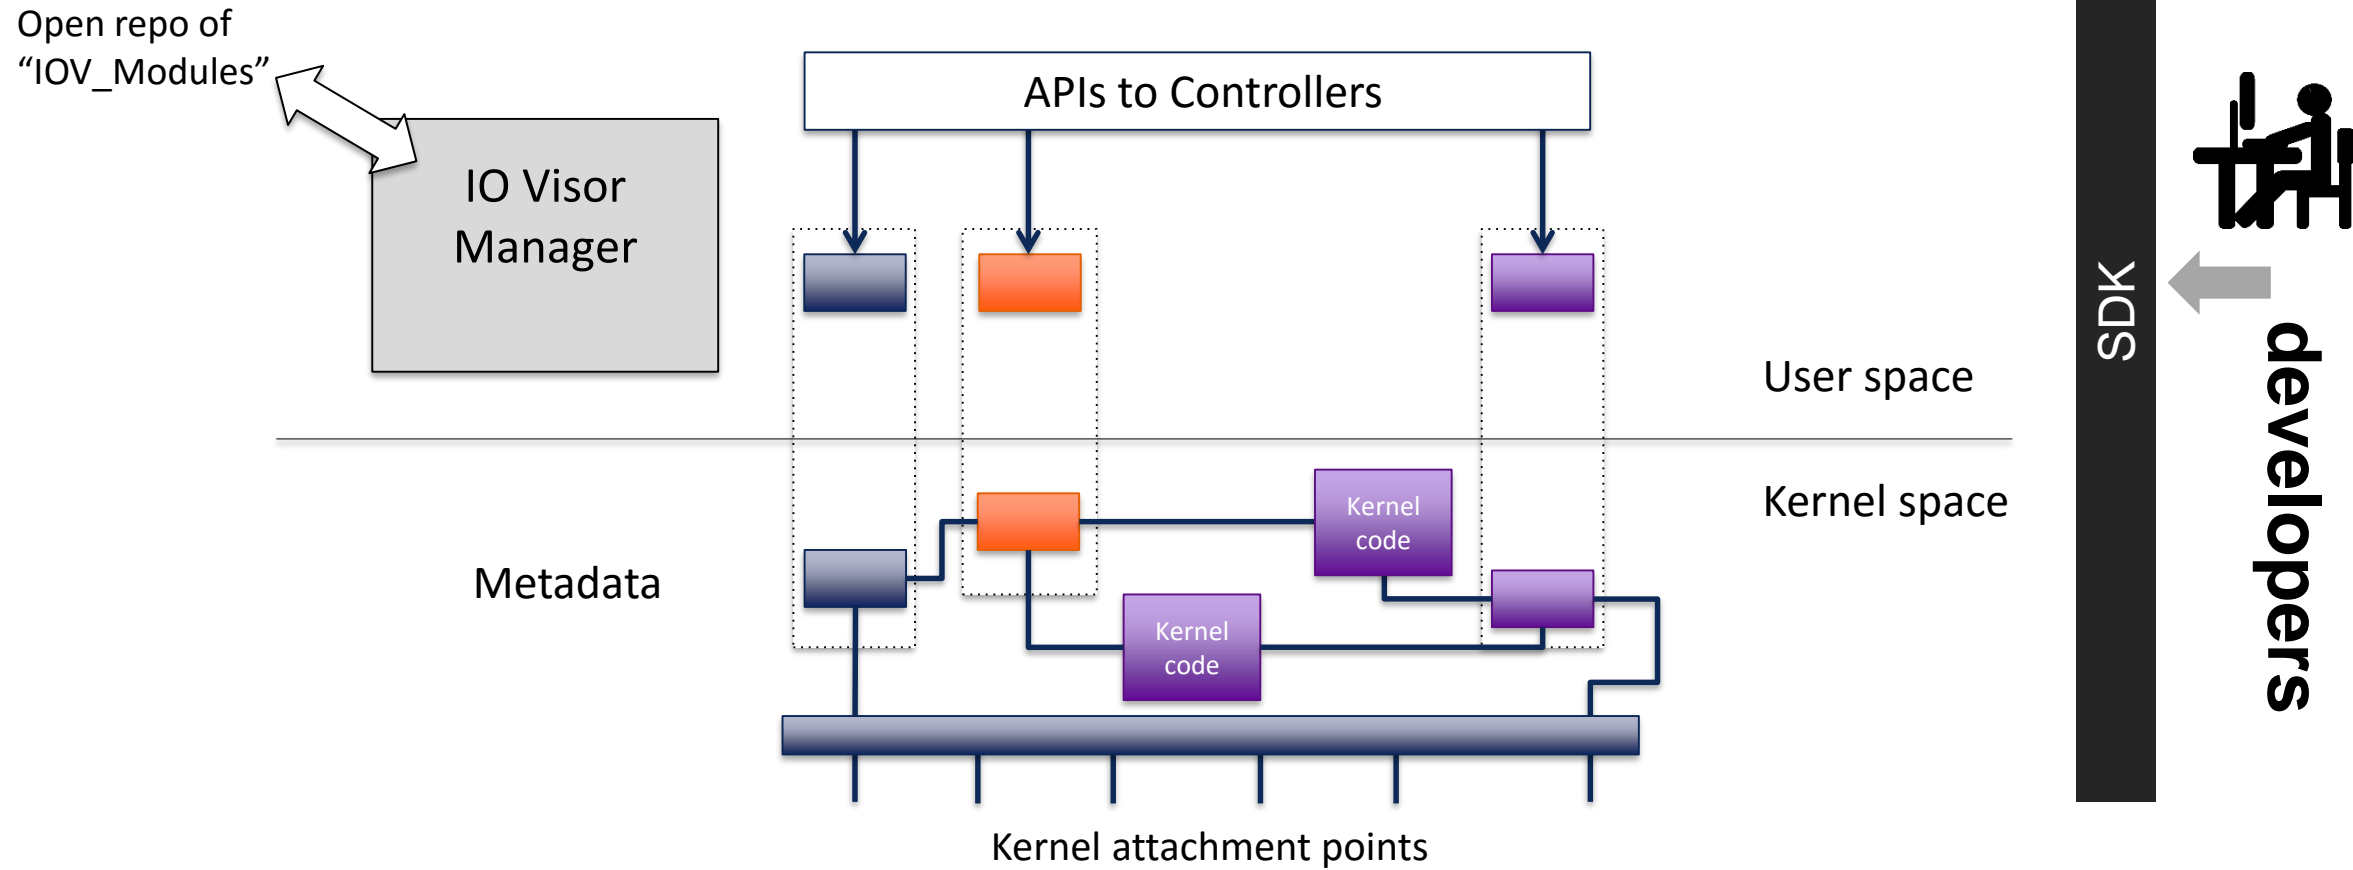 Open repo of
“IOV_Modules”
APIs to Controllers
IO Visor
Manager
User space
Kernel space
Kernel
code
Metadata
Kernel
code
Kernel attachment points
SDK
developers